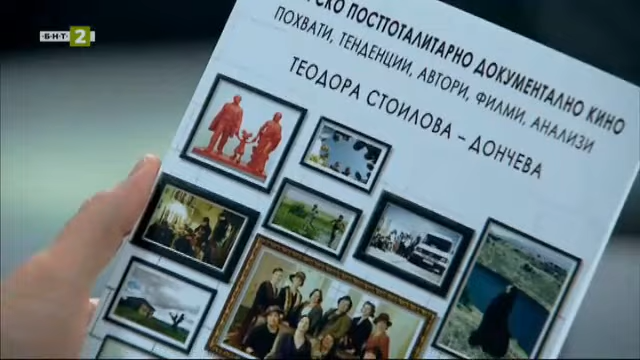 БНТ 2
ПОСТТОТАЛИТАРНО ДОКУМЕНТАЛНО КИНО
ПОХВАТИ, ТЕНДЕНЦИИ, АВТОРИ, ФИЛМИ, АНАЛИЗИ
ТЕОДОРА СТОИЛОВА – ДОНЧЕВА